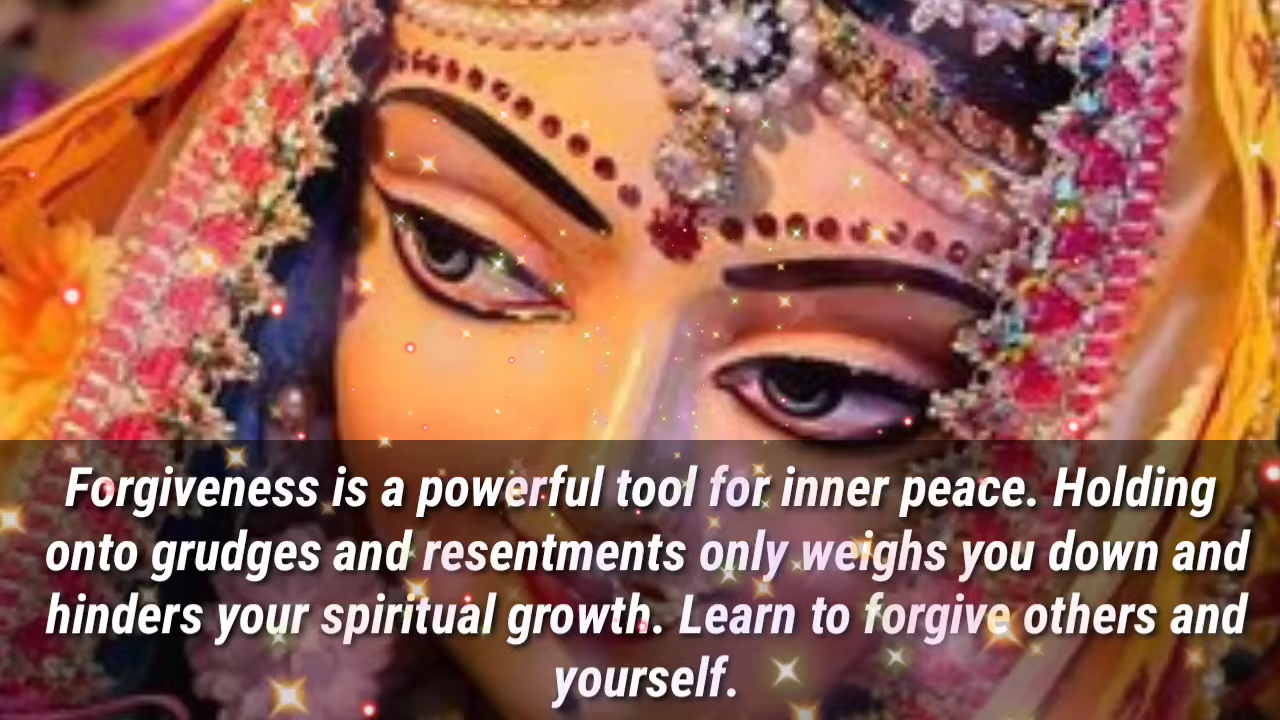 Forgiveness is a powerful tool for inner peace. Holding
onto grudges and resentments only weighs you down and
hinders your spiritual growth. Learn to forgive others and
yourself.